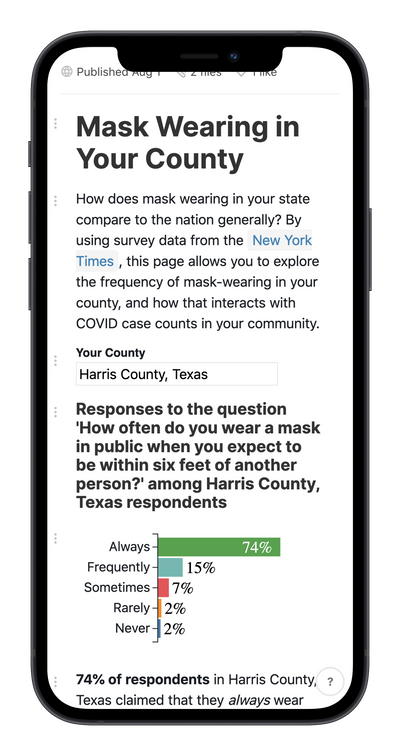 Published Aug 1 2 files 1 like
Mask Wearing in
Your County
How does mask wearing in your state
compare to the nation generally? By
using survey data from the New York
Times , this page allows you to explore
the frequency of mask-wearing in your
county, and how that interacts with
COVID case counts in your community.
Your County
Harris County, Texas
Responses to the question
'How often do you wear a mask
in public when you expect to
be within six feet of another
person?' among Harris County,
Texas respondents
Always 74%
Frequently 15%
Sometimes 7%
Rarely 2%
Never 2%
74% of respondents in Harris County,
?
Texas claimed that they always wear